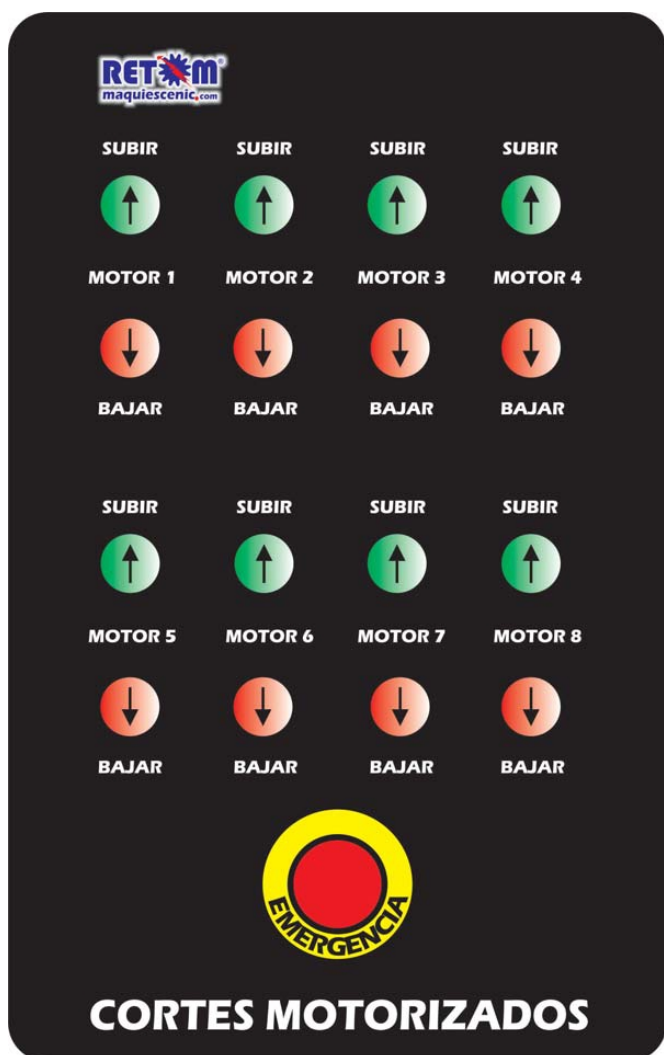 RETOM®
maquiescenic.com
SUBIR SUBIR SUBIR SUBIR
MOTOR 1 MOTOR 2 MOTOR 3 MOTOR 4
BAJAR BAJAR BAJAR BAJAR
SUBIR SUBIR SUBIR SUBIR
MOTOR 5 MOTOR 6 MOTOR 7 MOTOR 8
BAJAR BAJAR BAJAR BAJAR
EMERGENCIA
CORTES MOTORIZADOS